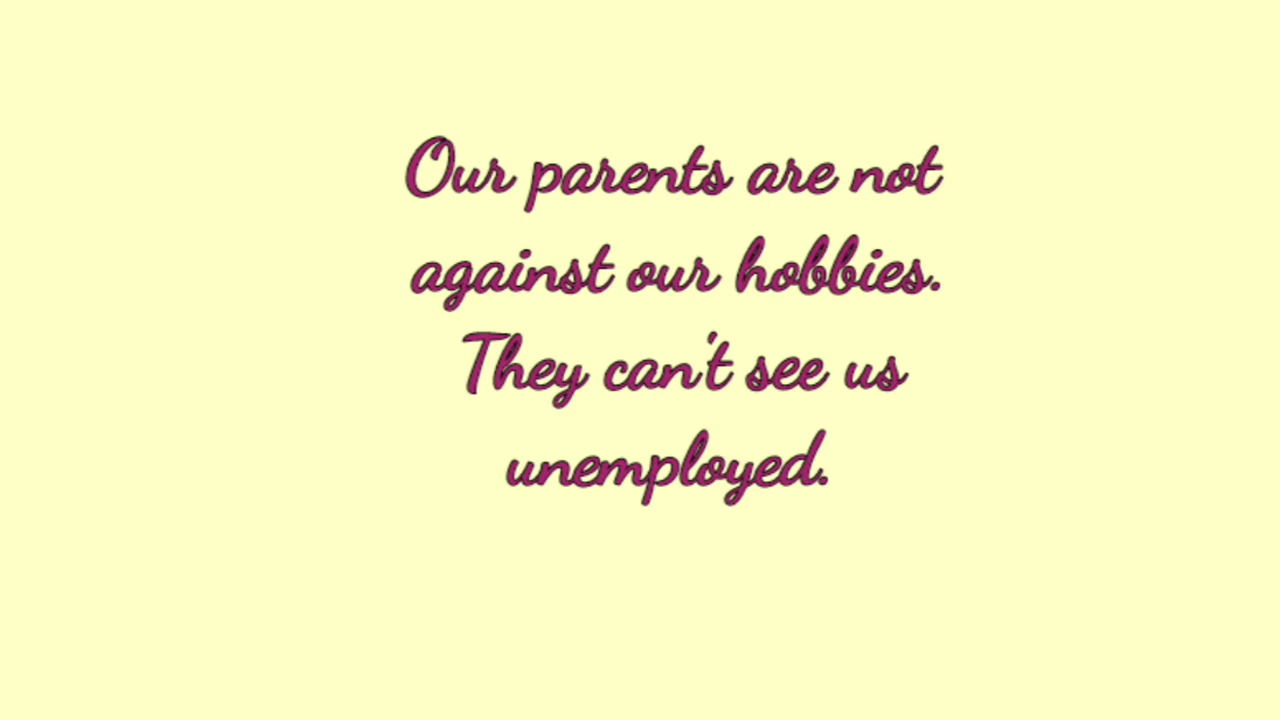 Our parents are not
against our hobbies.
They can't see us
unemployed.